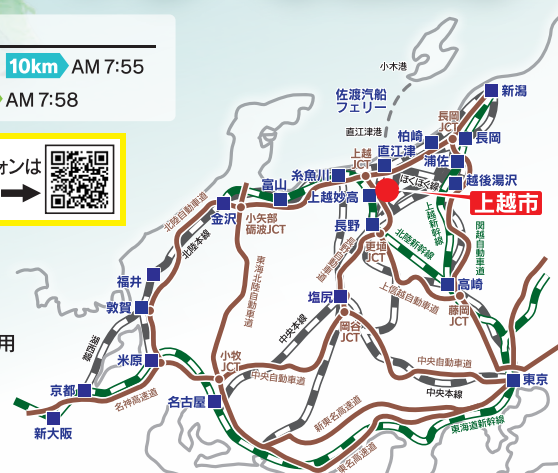 10km AM 7:55
AM 7:58
ォンは
用
小木港
佐渡汽船
フェリー
直江津港
新潟
長岡
JCT
長岡
柏崎
直江津
浦佐
上越
JCT
ほくほく線
越後湯沢
上越市
糸魚川
富山
上越妙高
長野
更埴
JCT
金沢
小矢部
砺波JCT
北陸自動車道
北陸本線
東海北陸自動車道
長野自動車道
北陸新幹線
上越新幹線
関越自動車道
上信越自動車道
高崎
藤岡
JCT
福井
敦賀
湖西線
塩尻
岡谷
JCT
中央本線
米原
小牧
JCT
中央自動車道
中央自動車道
中央本線
東京
京都
名神高速道
名古屋
新大阪
新東名高速道
東海道新幹線
東名高速道